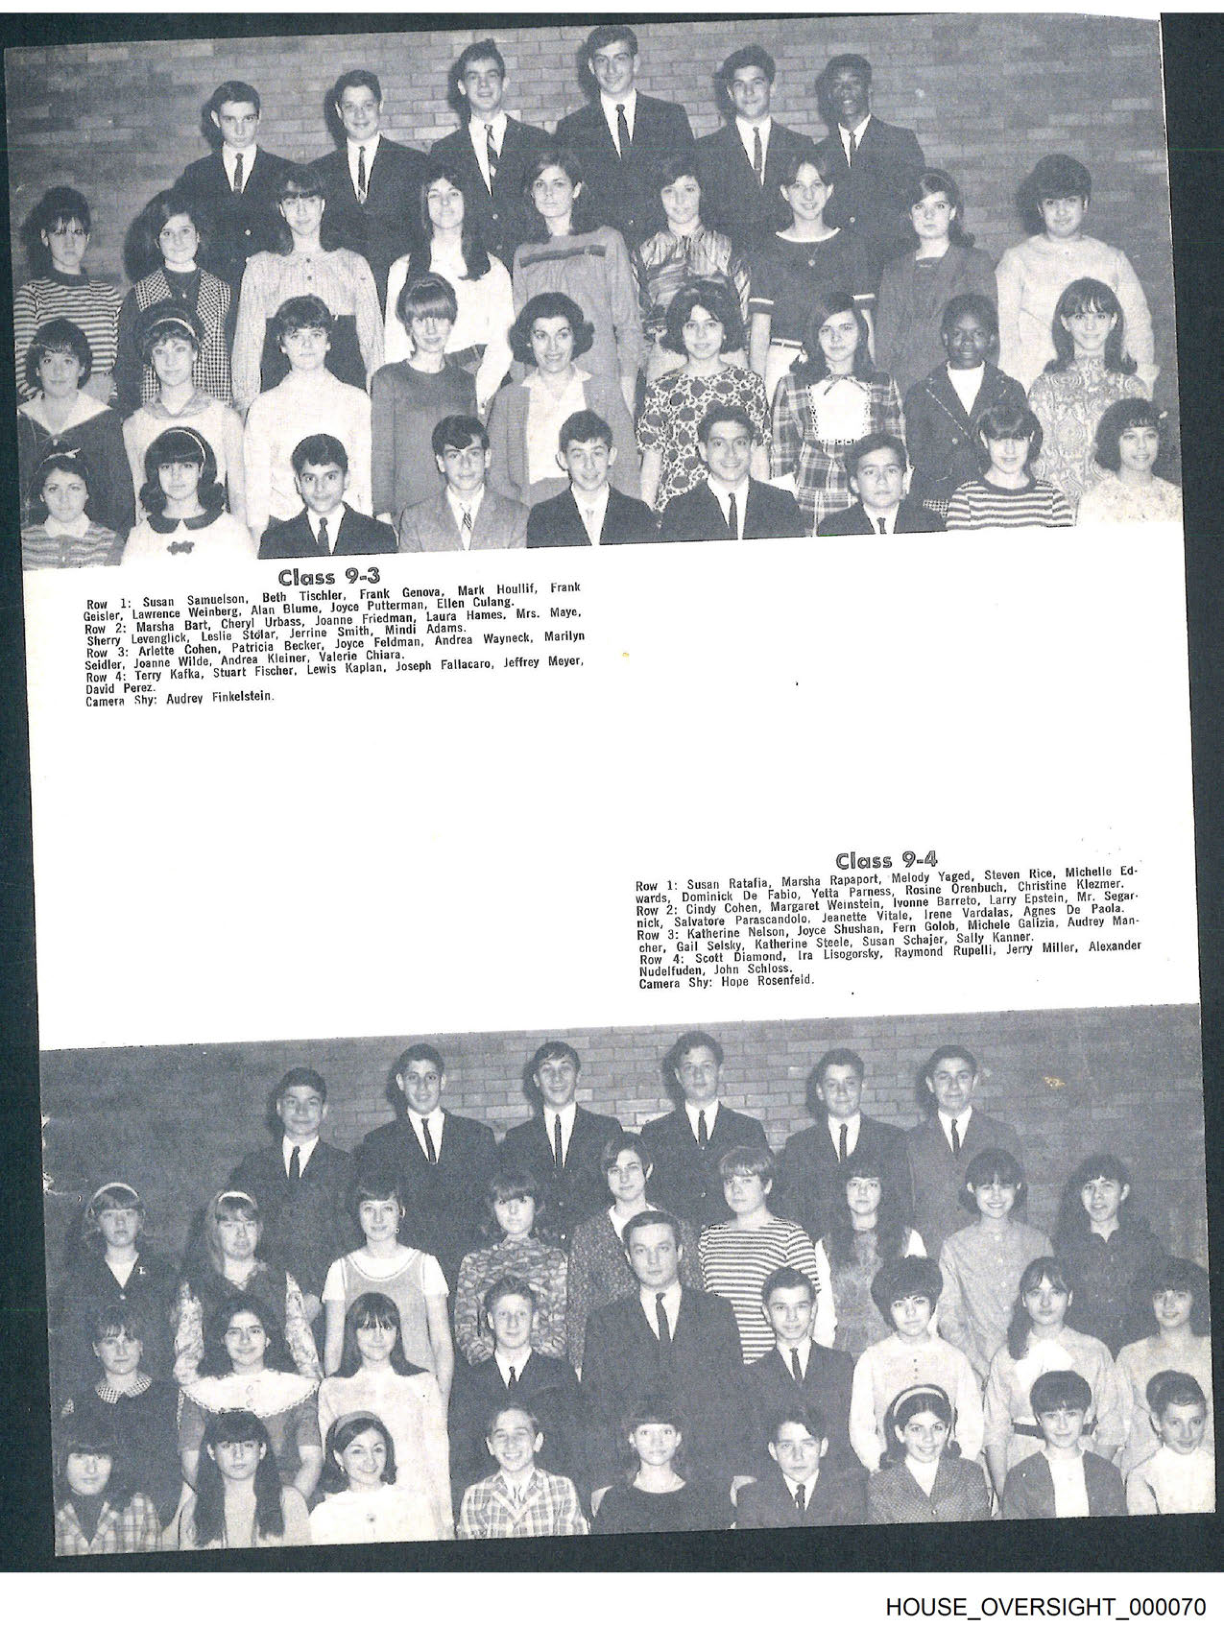 Class 9-3
Row 1: Susan Samuelson, Beth Tischler, Frank Genova, Mark Houllif, Frank
Geisler, Lawrence Weinberg, Alan Blume, Joyce Putterman, Ellen Culang.
Row 2: Marsha Bart, Cheryl Urbass, Joanne Friedman, Laura Hames, Mrs. Maye,
Sherry Levenglick, Leslie Stolar, Jerrine Smith, Mindi Adams.
Row 3: Arlette Cohen, Patricia Becker, Joyce Feldman, Andrea Wayneck, Marilyn
Seidler, Joanne Wilde, Andrea Kleiner, Valerie Chiara.
Row 4: Terry Kafka, Stuart Fischer, Lewis Kaplan, Joseph Fallacaro, Jeffrey Meyer,
David Perez.
Camera Shy: Audrey Finkelstein.
Class 9-4
Row 1: Susan Ratafia, Marsha Rapaport, Melody Yaged, Steven Rice, Michelle Ed-
wards, Dominick De Fabio, Yetta Parness, Rosine Orenbuch, Christine Klezmer.
Row 2: Cindy Cohen, Margaret Weinstein, Ivonne Barreto, Larry Epstein, Mr. Segar-
nick, Salvatore Parascandolo, Jeanette Vitale, Irene Vardalas, Agnes De Paola.
Row 3: Katherine Nelson, Joyce Shushan, Fern Golob, Michele Galizia, Audrey Man-
cher, Gail Selsky, Katherine Steele, Susan Schajer, Sally Kanner.
Row 4: Scott Diamond, Ira Lisogorsky, Raymond Rupelli, Jerry Miller, Alexander
Nudelfuden, John Schloss.
Camera Shy: Hope Rosenfeld.
HOUSE_OVERSIGHT_000070